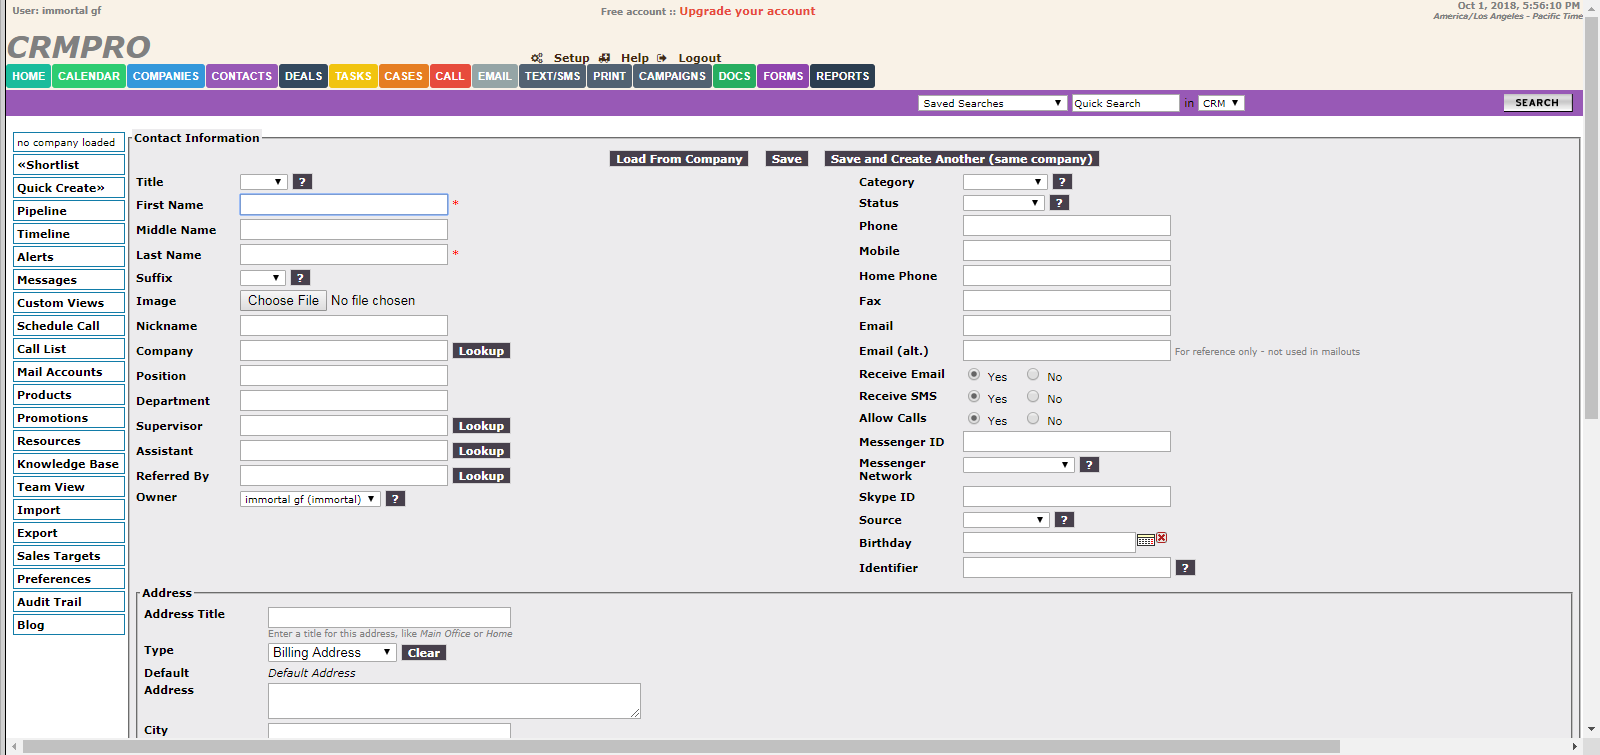 User: immortal gf
Free account :: Upgrade your account
Oct 1, 2018, 5:56:10 PM
America/Los Angeles - Pacific Time
CRMPRO
Setup Help Logout
HOME CALENDAR COMPANIES CONTACTS DEALS TASKS CASES CALL EMAIL TEXT/SMS PRINT CAMPAIGNS DOCS FORMS REPORTS
Saved Searches Quick Search in CRM SEARCH
no company loaded
«Shortlist
Quick Create»
Pipeline
Timeline
Alerts
Messages
Custom Views
Schedule Call
Call List
Mail Accounts
Products
Promotions
Resources
Knowledge Base
Team View
Import
Export
Sales Targets
Preferences
Audit Trail
Blog
Contact Information
Load From Company Save Save and Create Another (same company)
Title ?
First Name *
Middle Name
Last Name *
Suffix ?
Image Choose File No file chosen
Nickname
Company Lookup
Position
Department
Supervisor Lookup
Assistant Lookup
Referred By Lookup
Owner immortal gf (immortal) ?
Category ?
Status ?
Phone
Mobile
Home Phone
Fax
Email
Email (alt.) For reference only - not used in mailouts
Receive Email Yes No
Receive SMS Yes No
Allow Calls Yes No
Messenger ID
Messenger
Network ?
Skype ID
Source ?
Birthday
Identifier ?
Address
Address Title
Enter a title for this address, like Main Office or Home
Type Billing Address Clear
Default Default Address
Address
City